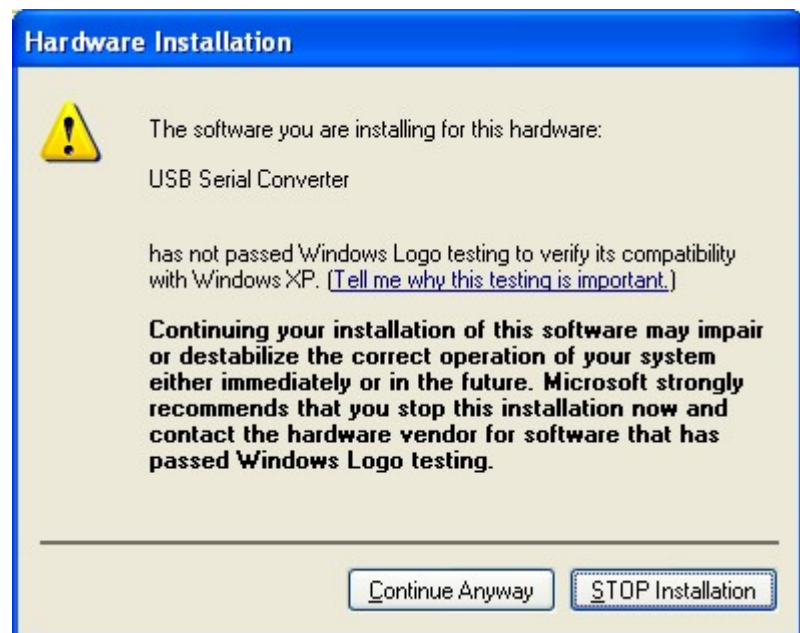 Hardware Installation
The software you are installing for this hardware:
USB Serial Converter
has not passed Windows Logo testing to verify its compatibility
with Windows XP. (Tell me why this testing is important.)
Continuing your installation of this software may impair
or destabilize the correct operation of your system
either immediately or in the future. Microsoft strongly
recommends that you stop this installation now and
contact the hardware vendor for software that has
passed Windows Logo testing.
Continue Anyway
STOP Installation